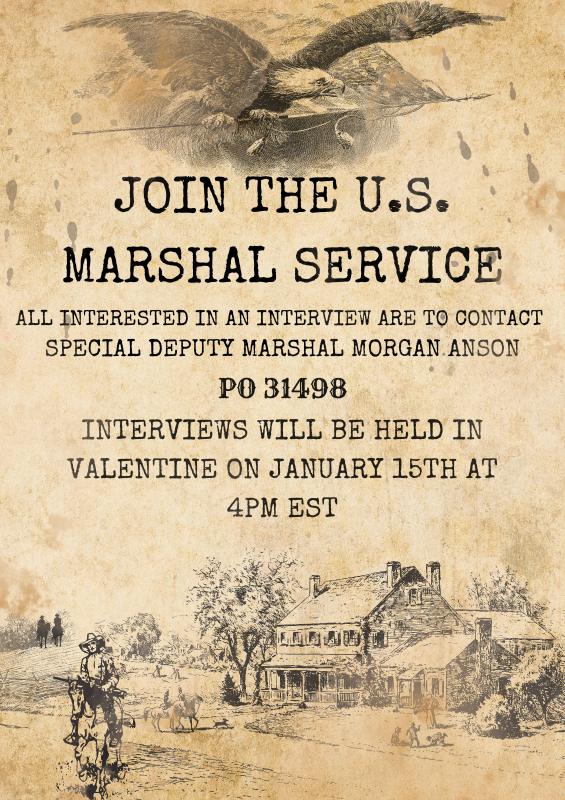 JOIN THE U.S.
MARSHAL SERVICE
ALL INTERESTED IN AN INTERVIEW ARE TO CONTACT
SPECIAL DEPUTY MARSHAL MORGAN ANSON
PO 31498
INTERVIEWS WILL BE HELD IN
VALENTINE ON JANUARY 15TH AT
4PM EST